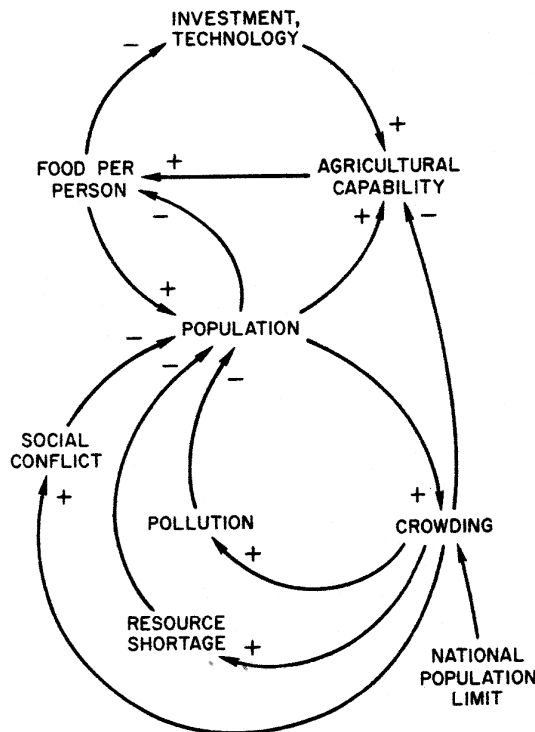 INVESTMENT,
TECHNOLOGY
−
+
FOOD PER
PERSON
+
AGRICULTURAL
CAPABILITY
−
+
−
+
POPULATION
−
−
−
SOCIAL
CONFLICT
+
+
POLLUTION
+
CROWDING
RESOURCE
SHORTAGE
+
NATIONAL
POPULATION
LIMIT